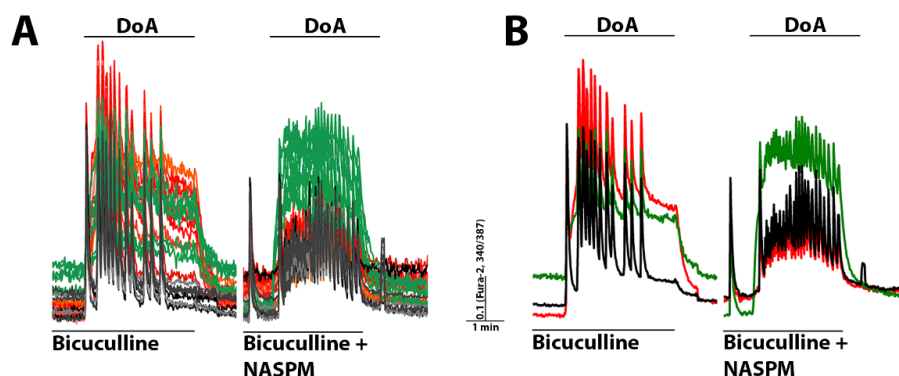 A
DoA
DoA
Bicuculline
Bicuculline +
NASPM
B
DoA
DoA
0.1 (Fura-2, 340/387)
1 min
Bicuculline
Bicuculline +
NASPM